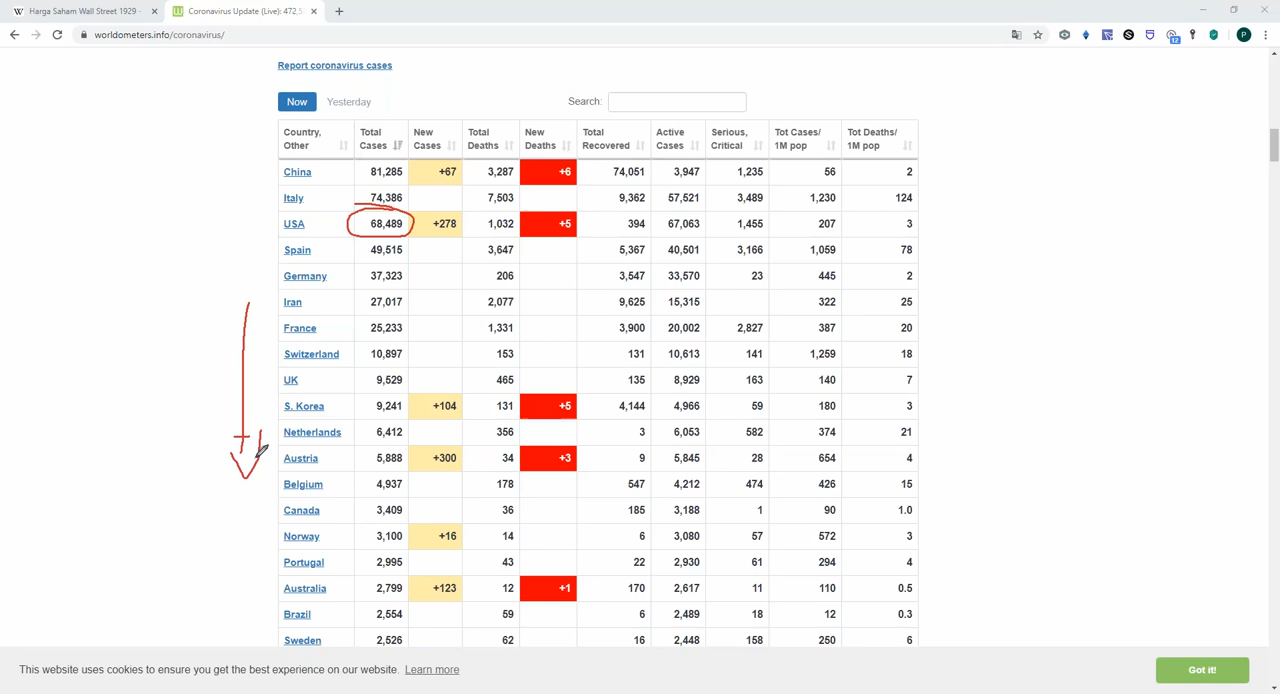 Harga Saham Wall Street 1929 -
Coronavirus Update (Live): 472,5
worldometers.info/coronavirus/
12
P
Report coronavirus cases
Now Yesterday Search:
Country, Other Total Cases New Cases Total Deaths New Deaths Total Recovered Active Cases Serious, Critical Tot Cases/ 1M pop Tot Deaths/ 1M pop
China 81,285 +67 3,287 +6 74,051 3,947 1,235 56 2
Italy 74,386 7,503 9,362 57,521 3,489 1,230 124
USA 68,489 +278 1,032 +5 394 67,063 1,455 207 3
Spain 49,515 3,647 5,367 40,501 3,166 1,059 78
Germany 37,323 206 3,547 33,570 23 445 2
Iran 27,017 2,077 9,625 15,315 322 25
France 25,233 1,331 3,900 20,002 2,827 387 20
Switzerland 10,897 153 131 10,613 141 1,259 18
UK 9,529 465 135 8,929 163 140 7
S. Korea 9,241 +104 131 +5 4,144 4,966 59 180 3
Netherlands 6,412 356 3 6,053 582 374 21
Austria 5,888 +300 34 +3 9 5,845 28 654 4
Belgium 4,937 178 547 4,212 474 426 15
Canada 3,409 36 185 3,188 1 90 1.0
Norway 3,100 +16 14 6 3,080 57 572 3
Portugal 2,995 43 22 2,930 61 294 4
Australia 2,799 +123 12 +1 170 2,617 11 110 0.5
Brazil 2,554 59 6 2,489 18 12 0.3
Sweden 2,526 62 16 2,448 158 250 6
This website uses cookies to ensure you get the best experience on our website. Learn more
Got it!